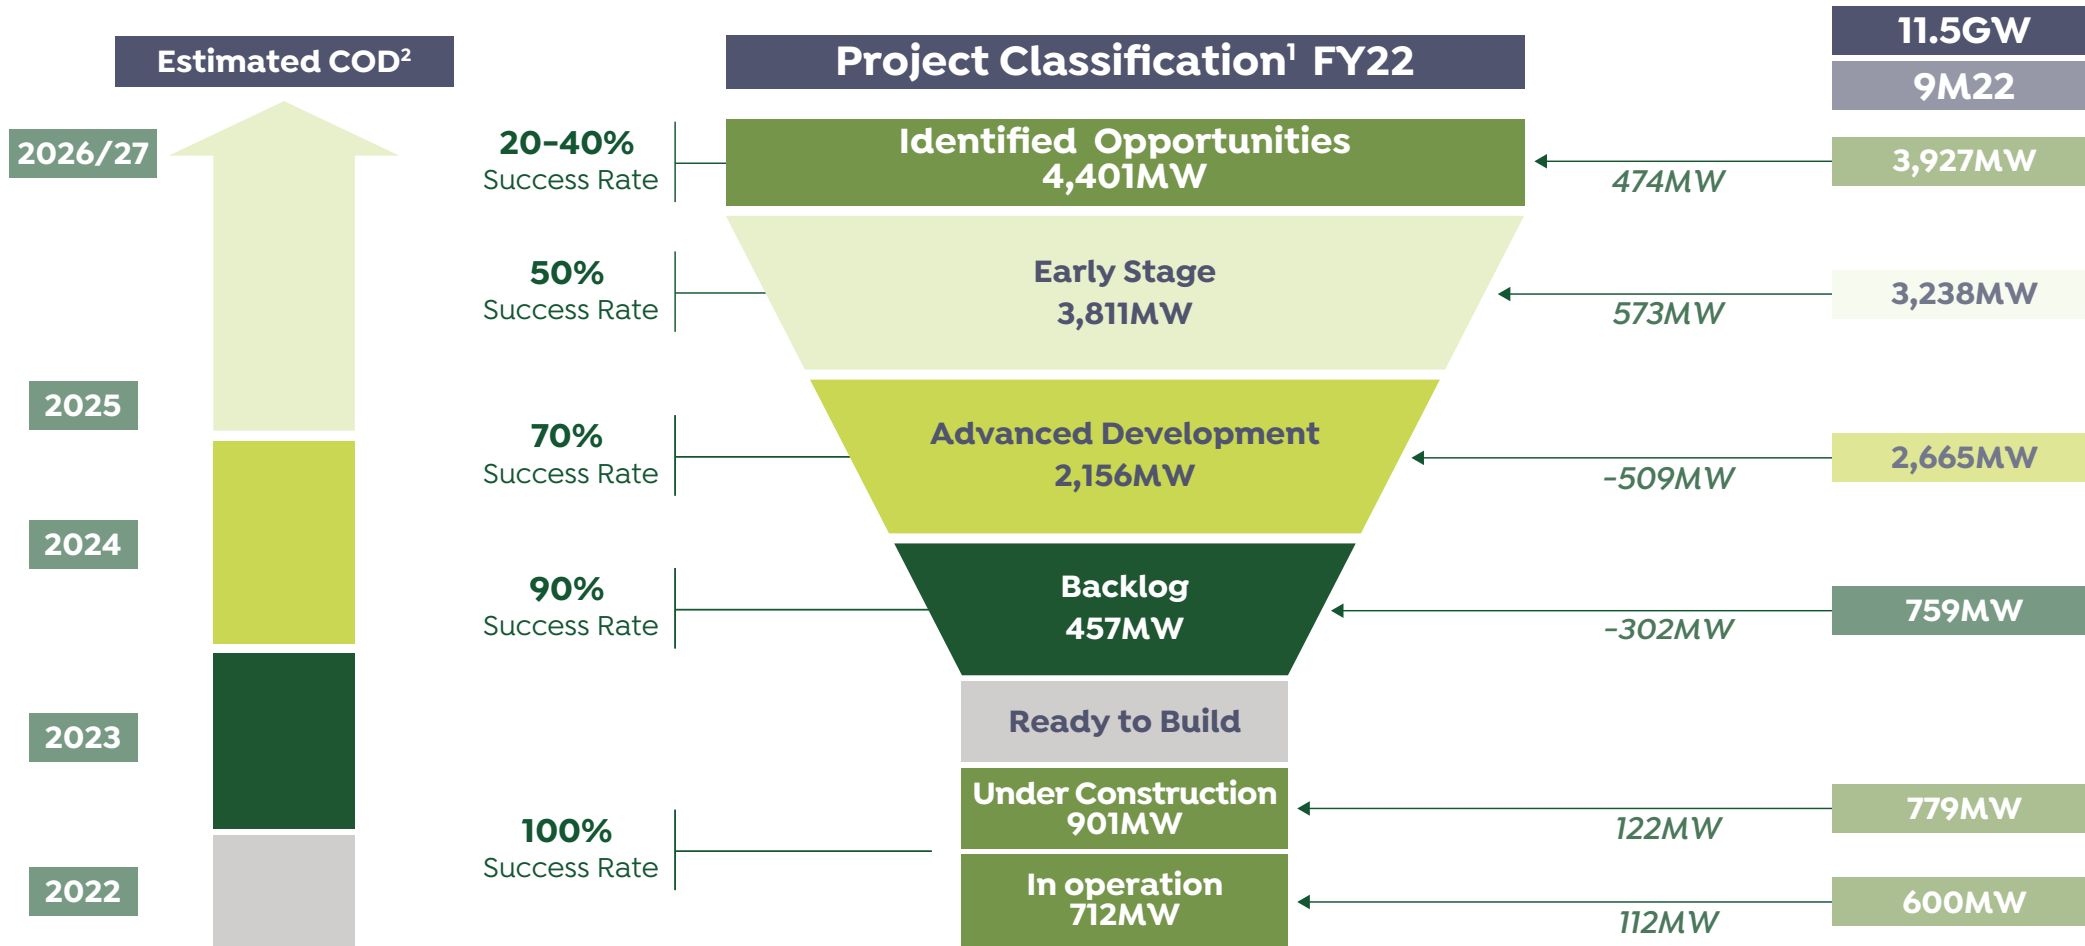 Estimated COD²
Project Classification¹ FY22
11.5GW
9M22
2026/27
20-40%
Success Rate
Identified Opportunities
4,401MW
474MW
3,927MW
50%
Success Rate
Early Stage
3,811MW
573MW
3,238MW
2025
70%
Success Rate
Advanced Development
2,156MW
-509MW
2,665MW
2024
90%
Success Rate
Backlog
457MW
-302MW
759MW
2023
Ready to Build
100%
Success Rate
Under Construction
901MW
122MW
779MW
2022
In operation
712MW
112MW
600MW